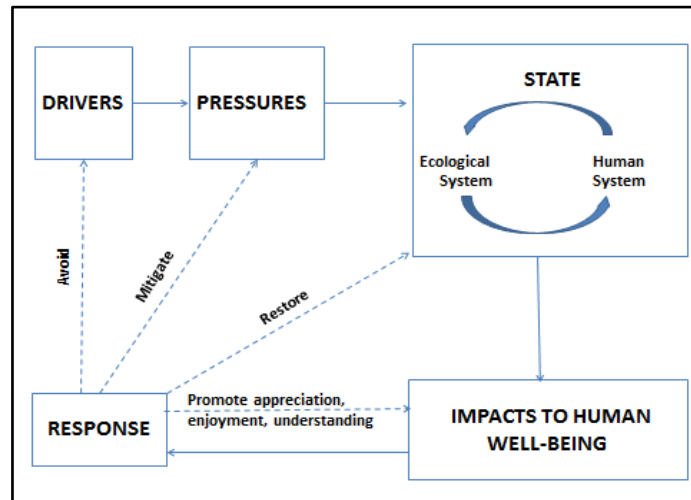 DRIVERS
PRESSURES
STATE
Ecological
System
Human
System
Avoid
Mitigate
Restore
Promote appreciation,
enjoyment, understanding
RESPONSE
IMPACTS TO HUMAN
WELL-BEING